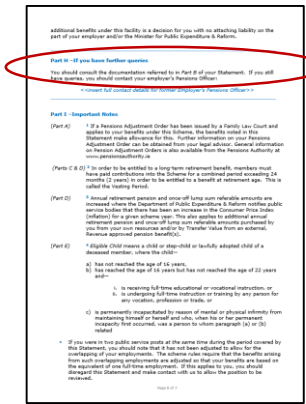 additional benefits under this facility is a decision for you with no attaching liability on the
part of your employer and/or the Minister for Public Expenditure & Reform.
Part H –If you have further queries
You should consult the documentation referred to in Part B of your Statement. If you still
have queries, you should contact your employer's Pensions Officer:
<<insert full contact details for former Employer's Pensions Officer>>
Part I –Important Notes
(Part A) ¹ If a Pensions Adjustment Order has been issued by a Family Law Court and
applies to your benefits under this Scheme, the benefits noted in this
Statement make allowance for this. Further information on your Pensions
Adjustment Order can be obtained from your legal advisor. General information
on Pension Adjustment Orders is also available from the Pensions Authority at
www.pensionsauthority.ie
(Parts C & D) ² In order to be entitled to a long-term retirement benefit, members must
have paid contributions into the Scheme for a combined period exceeding 24
months (2 years) in order to be entitled to a benefit at retirement age. This is
called the Vesting Period.
(Part D) ³ Annual retirement pension and once-off lump sum referable amounts are
increased where the Department of Public Expenditure & Reform notifies public
service bodies that there has been an increase in the Consumer Price Index
(inflation) for a given scheme year. This also applies to additional annual
retirement pension and once-off lump sum referable amounts purchased by
you from your own resources and/or by Transfer Value from an external,
Revenue approved pension benefit(s).
(Part E) ⁴ Eligible Child means a child or step-child or lawfully adopted child of a
deceased member, where the child—
a) has not reached the age of 16 years,
b) has reached the age of 16 years but has not reached the age of 22 years
and—
i. is receiving full-time educational or vocational instruction, or
ii. is undergoing full-time instruction or training by any person for
any vocation, profession or trade, or
c) is permanently incapacitated by reason of mental or physical infirmity from
maintaining himself or herself and who, when his or her permanent
incapacity first occurred, was a person to whom paragraph (a) or (b)
related
• If you were in two public service posts at the same time during the period covered by
this Statement, you should note that it has not been adjusted to allow for the
overlapping of your employments. The scheme rules require that the benefits arising
from such overlapping employments are adjusted so that your benefits are based on
the equivalent of one full-time employment. If this applies to you, you should
disregard this Statement and make contact with us to allow the position to be
reviewed.